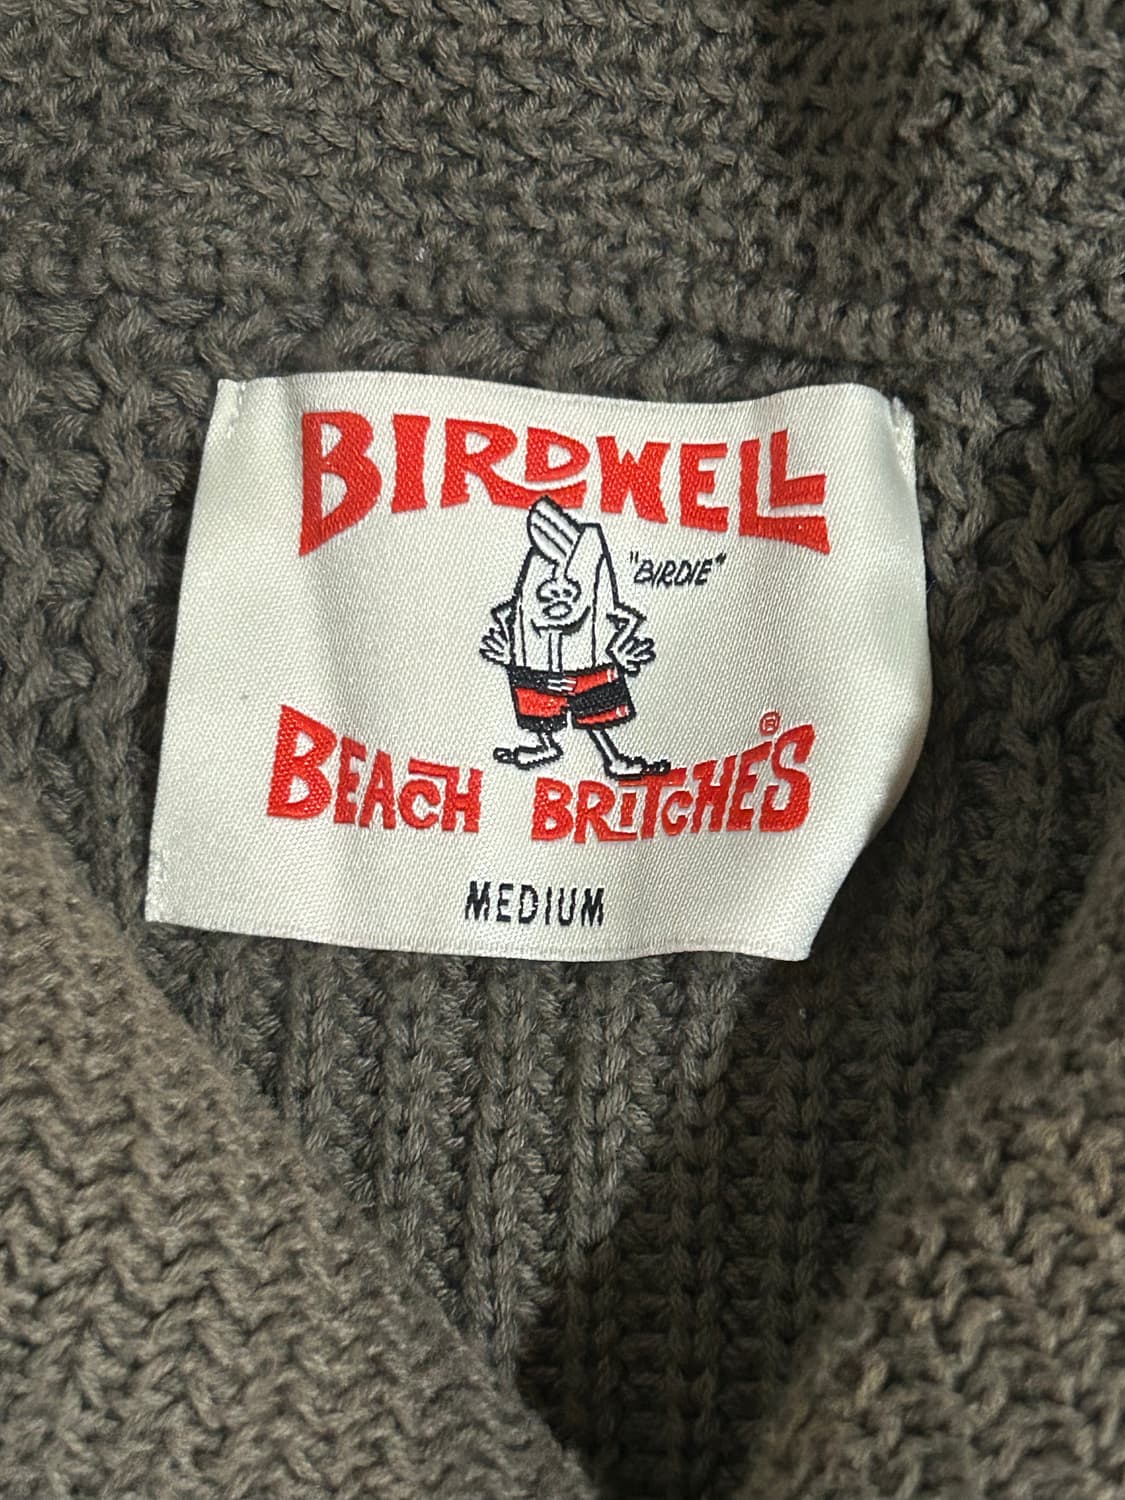 BIRDWELL
"BIRDIE"
BEACH BRITCHES®
MEDIUM